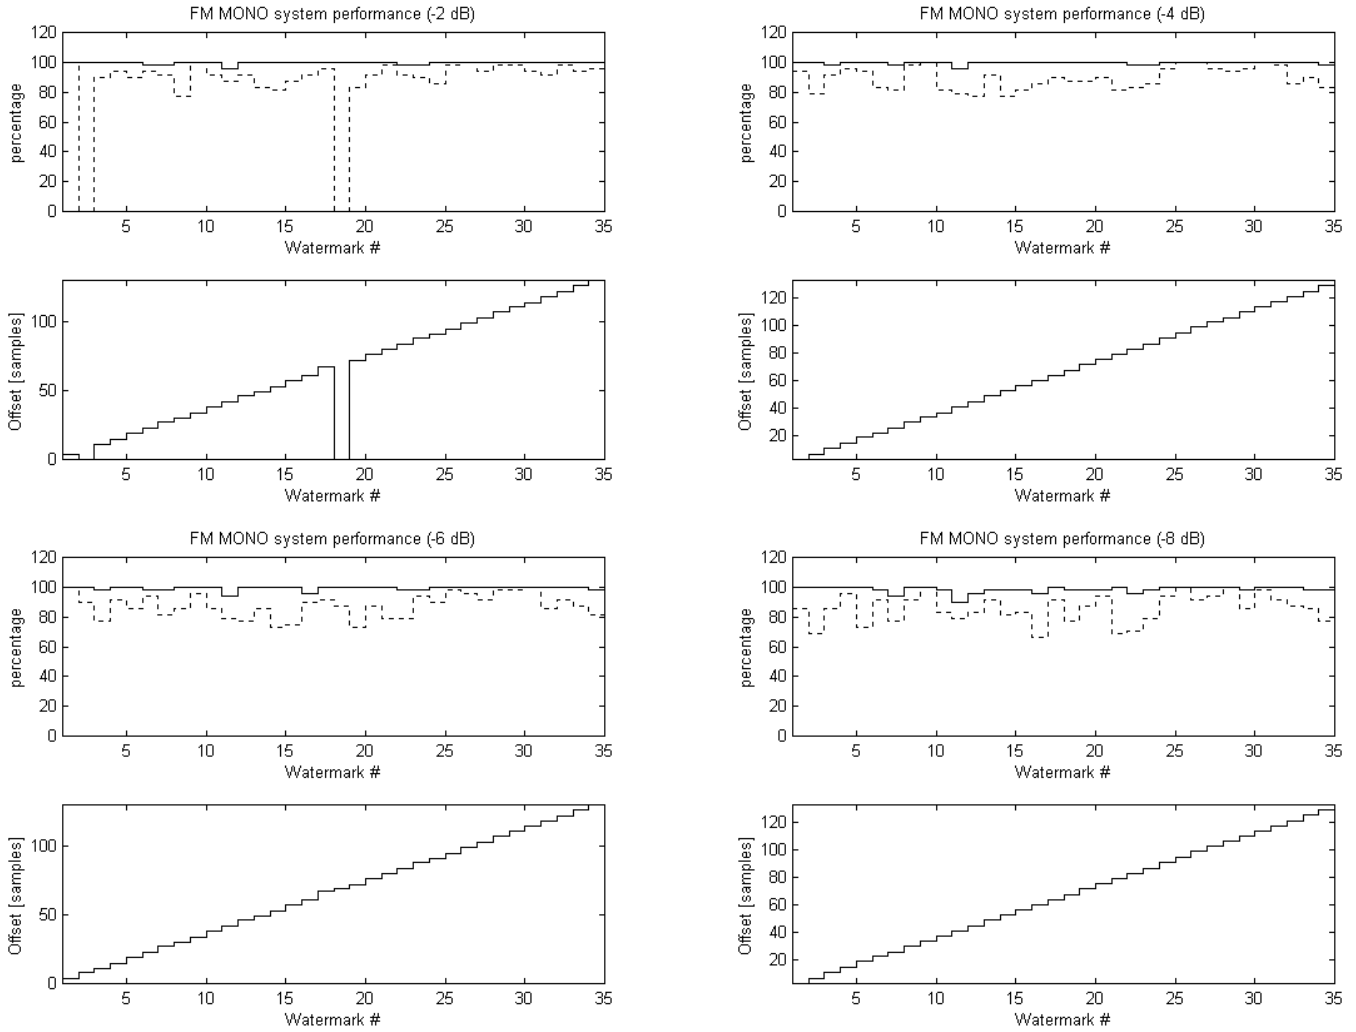 FM MONO system performance (-2 dB)
120
100
80
60
40
20
0
percentage
5 10 15 20 25 30 35
Watermark #
100
50
0
Offset [samples]
5 10 15 20 25 30 35
Watermark #
FM MONO system performance (-4 dB)
120
100
80
60
40
20
0
percentage
5 10 15 20 25 30 35
Watermark #
120
100
80
60
40
20
Offset [samples]
5 10 15 20 25 30 35
Watermark #
FM MONO system performance (-6 dB)
120
100
80
60
40
20
0
percentage
5 10 15 20 25 30 35
Watermark #
100
50
0
Offset [samples]
5 10 15 20 25 30 35
Watermark #
FM MONO system performance (-8 dB)
120
100
80
60
40
20
0
percentage
5 10 15 20 25 30 35
Watermark #
120
100
80
60
40
20
Offset [samples]
5 10 15 20 25 30 35
Watermark #